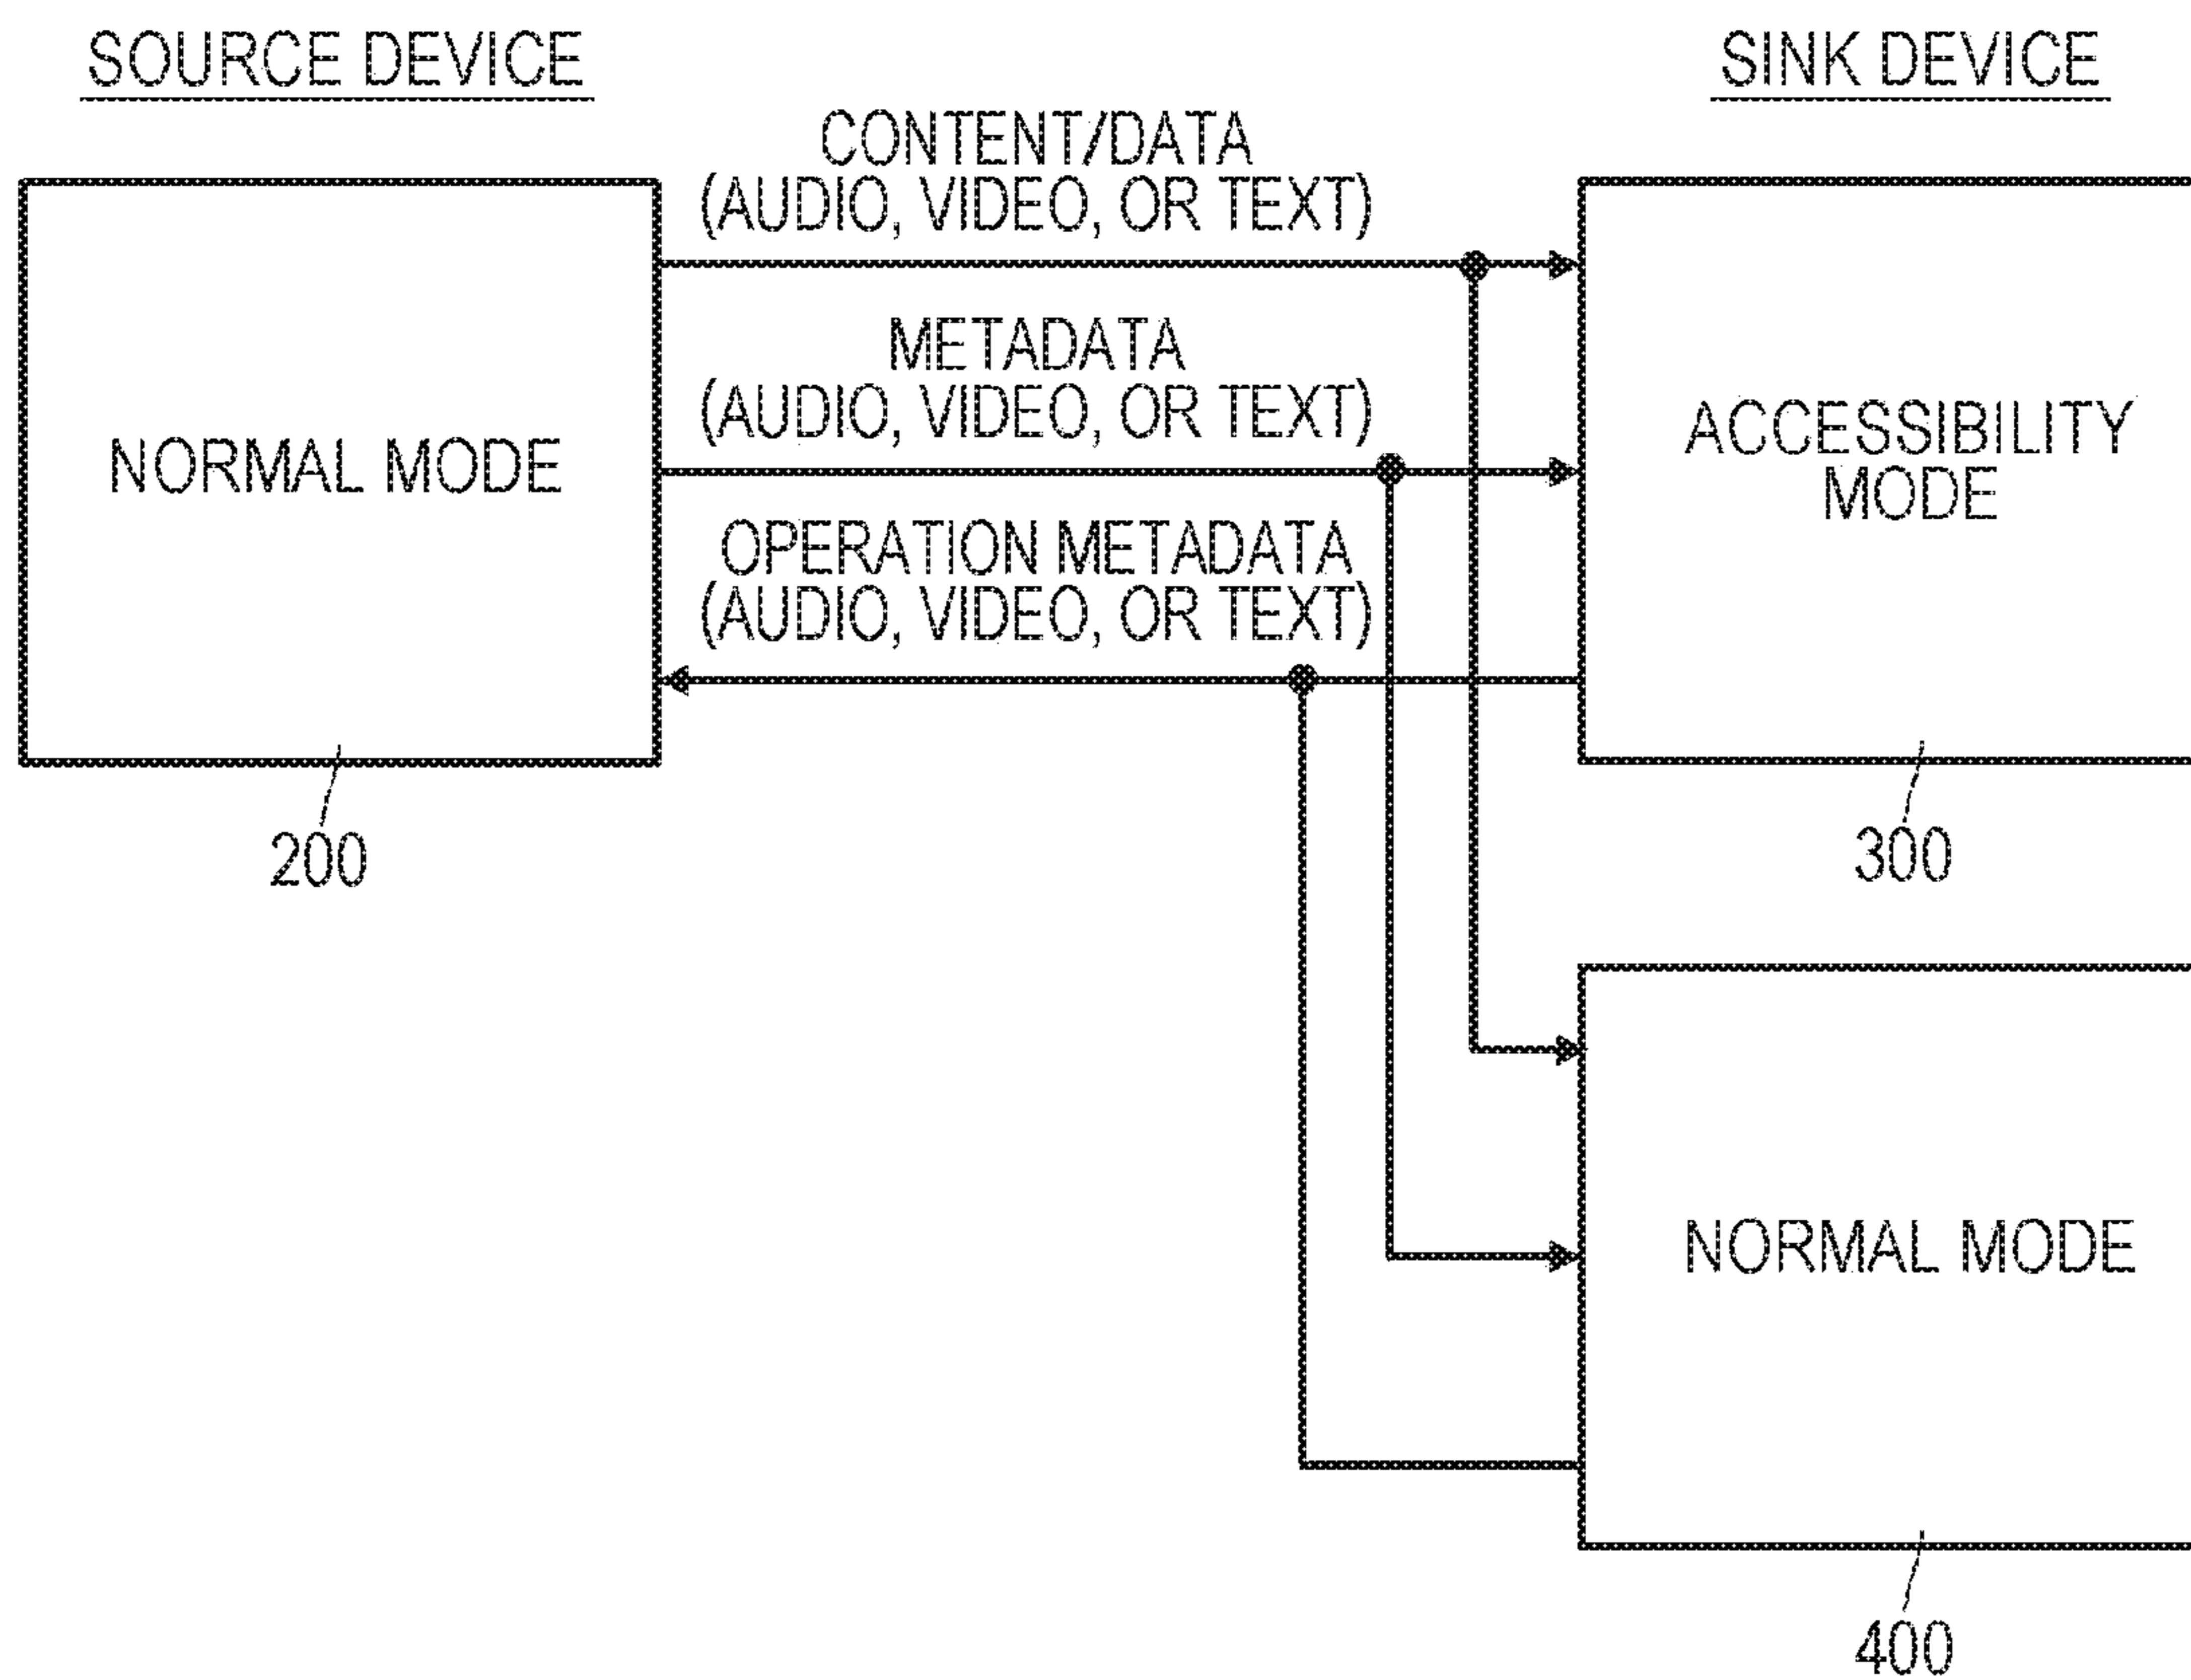 SOURCE DEVICE
SINK DEVICE
CONTENT/DATA
(AUDIO, VIDEO, OR TEXT)
METADATA
(AUDIO, VIDEO, OR TEXT)
OPERATION METADATA
(AUDIO, VIDEO, OR TEXT)
NORMAL MODE
200
ACCESSIBILITY
MODE
300
NORMAL MODE
400